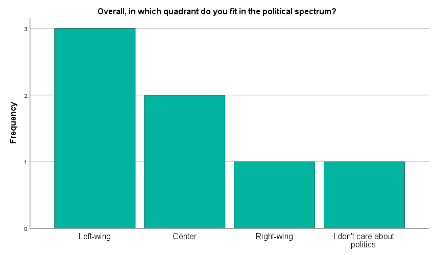 Overall, in which quadrant do you fit in the political spectrum?
Frequency
3
2
1
0
Left-wing
Center
Right-wing
I don't care about
politics